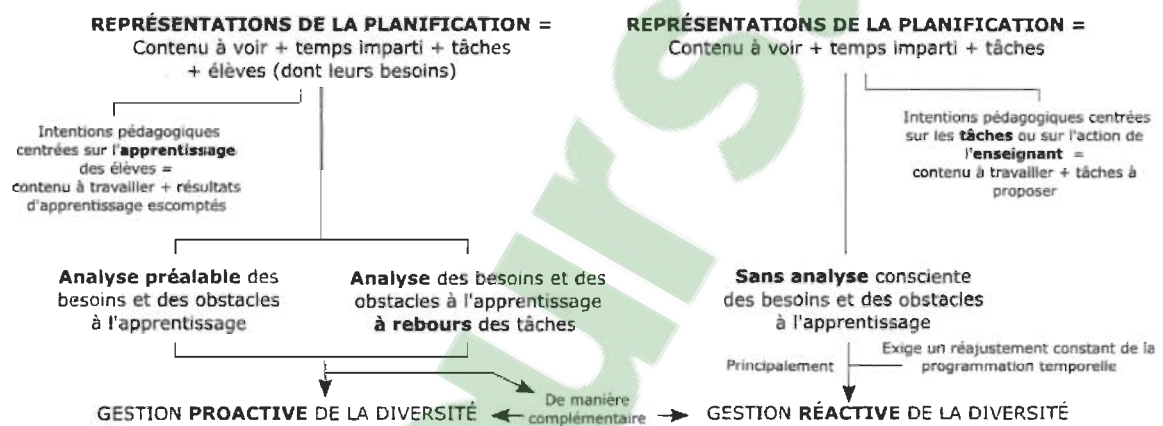 REPRÉSENTATIONS DE LA PLANIFICATION =
Contenu à voir + temps imparti + tâches
+ élèves (dont leurs besoins)
Intentions pédagogiques
centrées sur l'apprentissage
des élèves =
contenu à travailler + résultats
d'apprentissage escomptés
Analyse préalable des
besoins et des obstacles
à l'apprentissage
Analyse des besoins et des
obstacles à l'apprentissage
à rebours des tâches
GESTION PROACTIVE DE LA DIVERSITÉ
De manière
complémentaire
REPRÉSENTATIONS DE LA PLANIFICATION =
Contenu à voir + temps imparti + tâches
Intentions pédagogiques centrées
sur les tâches ou sur l'action de
l'enseignant =
contenu à travailler + tâches à
proposer
Sans analyse consciente
des besoins et des obstacles
à l'apprentissage
Principalement
Exige un réajustement constant de la
programmation temporelle
GESTION RÉACTIVE DE LA DIVERSITÉ
urs.